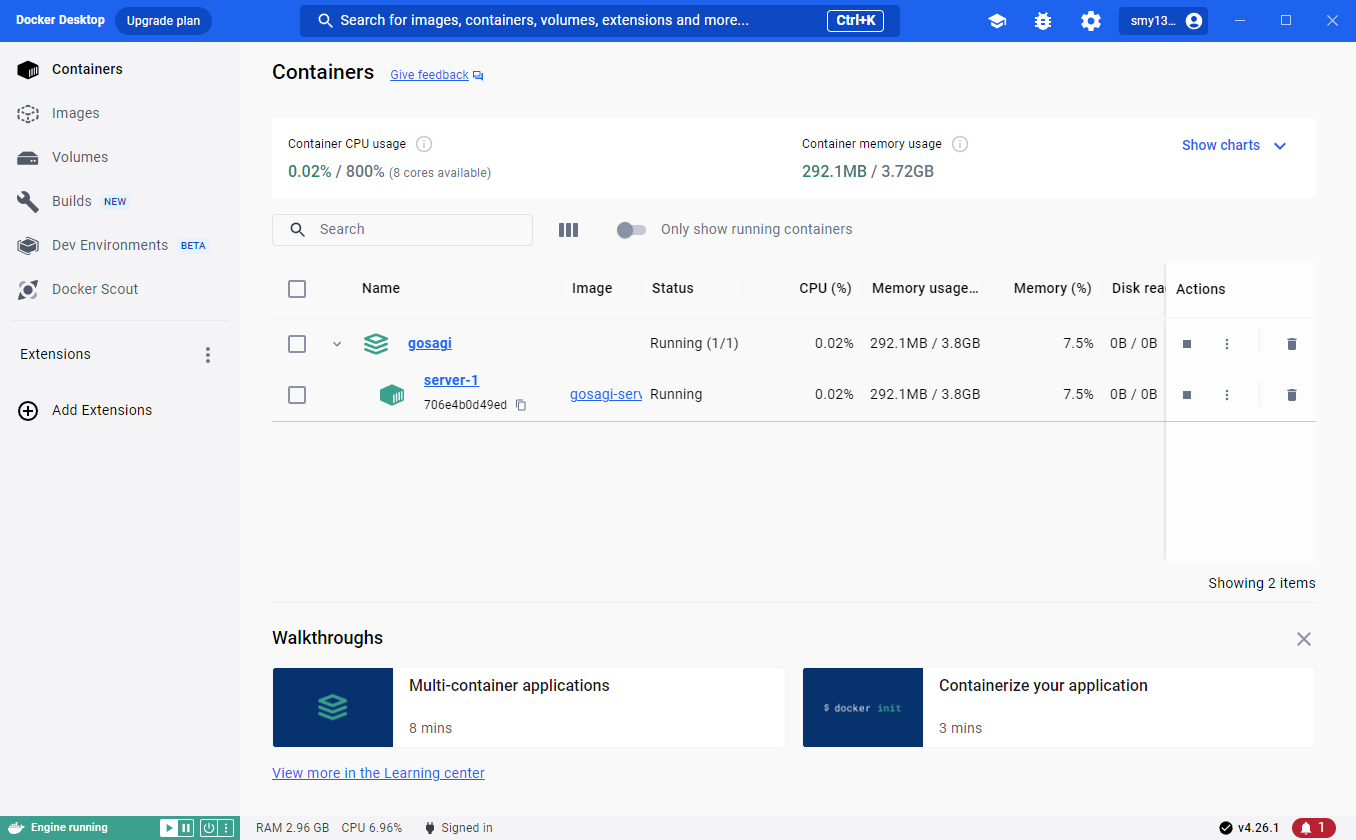 Docker Desktop Upgrade plan Search for images, containers, volumes, extensions and more... Ctrl+K smy13...
Containers
Images
Volumes
Builds NEW
Dev Environments BETA
Docker Scout
Extensions
Add Extensions
Containers Give feedback
Container CPU usage
0.02% / 800% (8 cores available)
Container memory usage
292.1MB / 3.72GB
Show charts
Search
Only show running containers
Name Image Status CPU (%) Memory usage... Memory (%) Disk rea Actions
gosagi Running (1/1) 0.02% 292.1MB / 3.8GB 7.5% 0B / 0B
server-1
706e4b0d49ed
gosagi-serv Running 0.02% 292.1MB / 3.8GB 7.5% 0B / 0B
Showing 2 items
Walkthroughs
Multi-container applications
8 mins
$ docker init
Containerize your application
3 mins
View more in the Learning center
Engine running RAM 2.96 GB CPU 6.96% Signed in v4.26.1 1